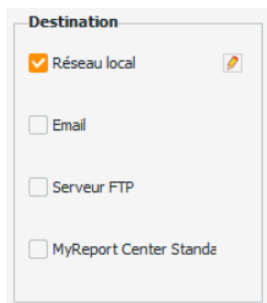 Destination
Réseau local
Email
Serveur FTP
MyReport Center Standa